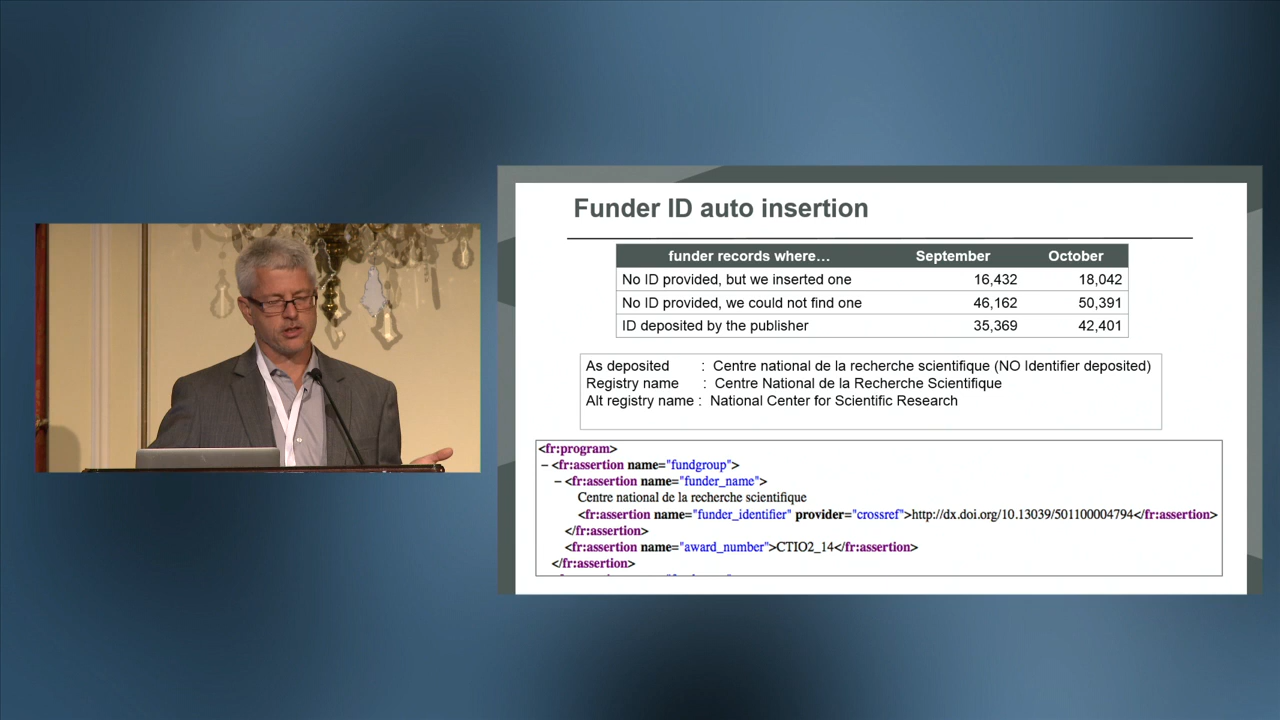 Funder ID auto insertion
funder records where… September October
No ID provided, but we inserted one 16,432 18,042
No ID provided, we could not find one 46,162 50,391
ID deposited by the publisher 35,369 42,401
As deposited : Centre national de la recherche scientifique (NO Identifier deposited)
Registry name : Centre National de la Recherche Scientifique
Alt registry name : National Center for Scientific Research
<fr:program>
– <fr:assertion name="fundgroup">
– <fr:assertion name="funder_name">
Centre national de la recherche scientifique
<fr:assertion name="funder_identifier" provider="crossref">http://dx.doi.org/10.13039/501100004794</fr:assertion>
</fr:assertion>
<fr:assertion name="award_number">CTIO2_14</fr:assertion>
</fr:assertion>